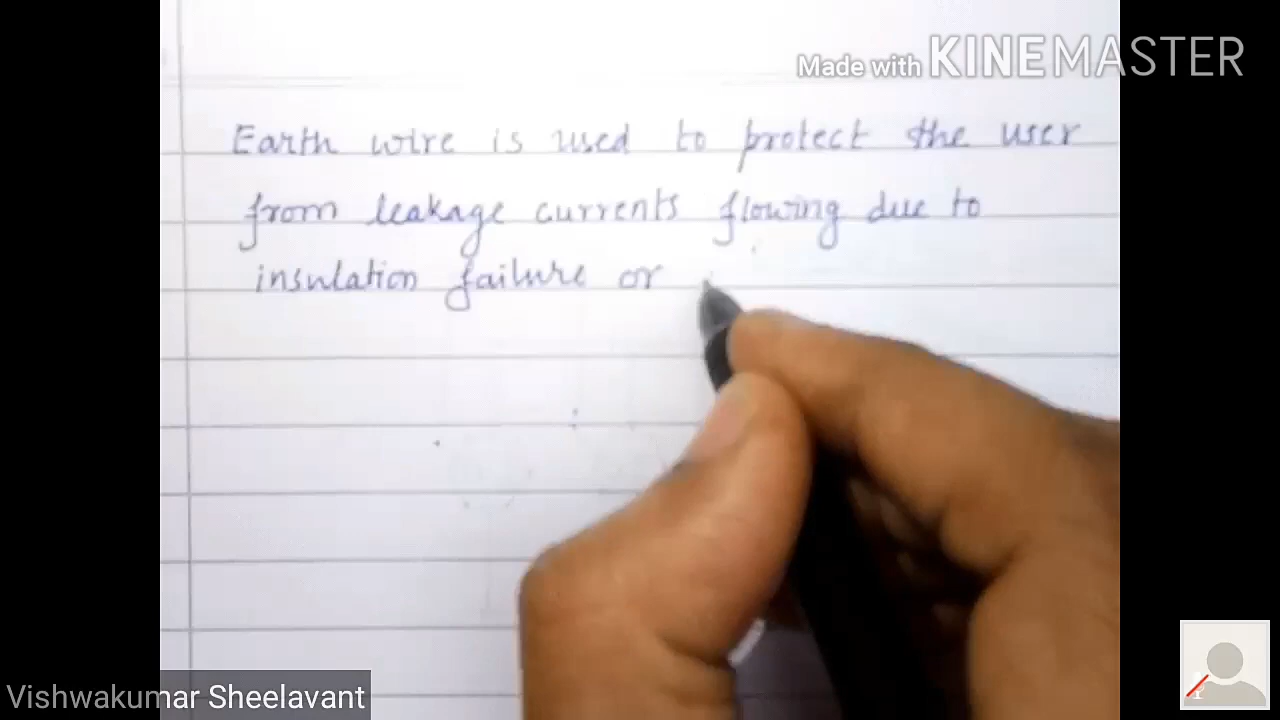 Made with KINEMASTER
Earth wire is used to protect the user
from leakage currents flowing due to
insulation failure or
Vishwakumar Sheelavant